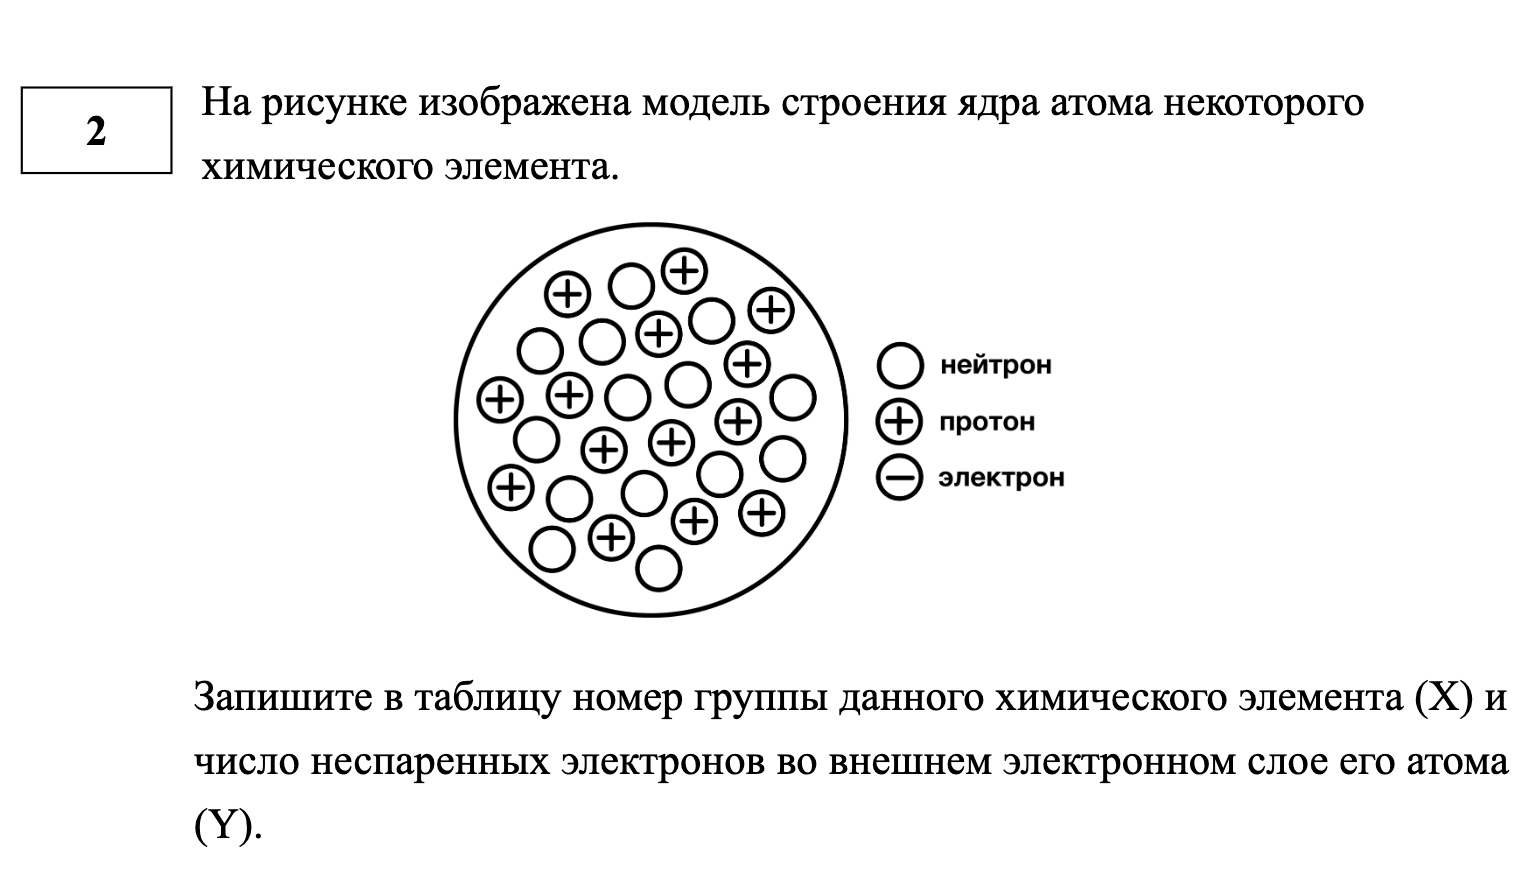 2
На рисунке изображена модель строения ядра атома некоторого
химического элемента.
нейтрон
протон
электрон
Запишите в таблицу номер группы данного химического элемента (X) и
число неспаренных электронов во внешнем электронном слое его атома
(Y).